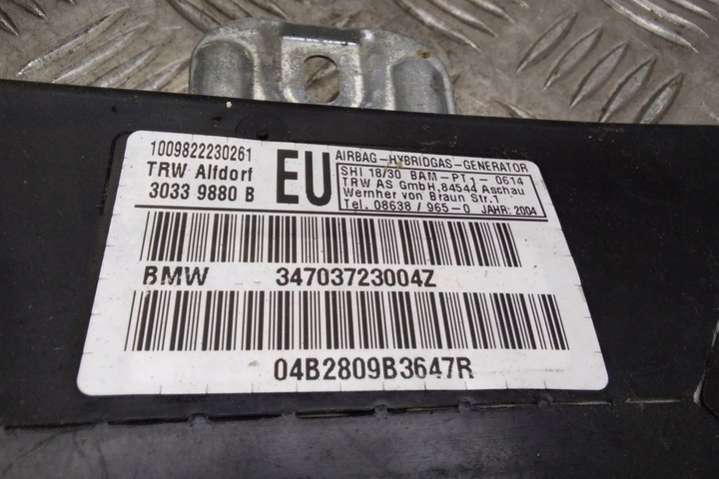 1009822230261
TRW Alfdorf
3033 9880 B
EU
AIRBAG-HYBRIDGAS-GENERATOR
SHI 18/30 BAM-PT1-0614
TRW AS GmbH, 84544 Aschau
Wernher von Braun Str.1
Tel. 08638 / 965-0 JAHR: 2004
BMW 34703723004Z
04B2809B3647R